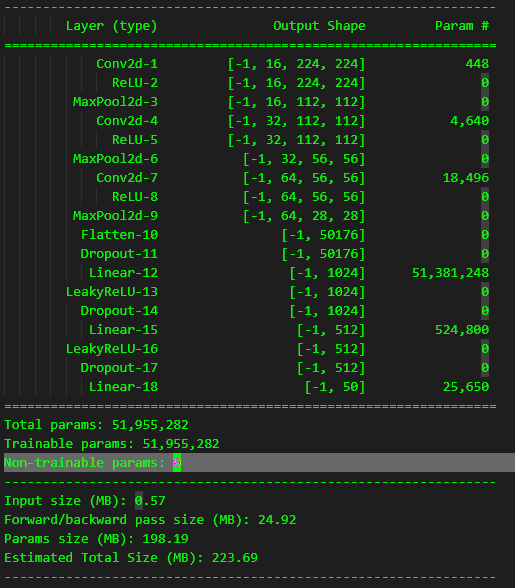 ----------------------------------------------------------------
        Layer (type)               Output Shape         Param #
================================================================
            Conv2d-1         [-1, 16, 224, 224]             448
              ReLU-2         [-1, 16, 224, 224]               0
         MaxPool2d-3         [-1, 16, 112, 112]               0
            Conv2d-4         [-1, 32, 112, 112]           4,640
              ReLU-5         [-1, 32, 112, 112]               0
         MaxPool2d-6           [-1, 32, 56, 56]               0
            Conv2d-7           [-1, 64, 56, 56]          18,496
              ReLU-8           [-1, 64, 56, 56]               0
         MaxPool2d-9           [-1, 64, 28, 28]               0
          Flatten-10                [-1, 50176]               0
          Dropout-11                [-1, 50176]               0
           Linear-12                 [-1, 1024]      51,381,248
        LeakyReLU-13                 [-1, 1024]               0
          Dropout-14                 [-1, 1024]               0
           Linear-15                  [-1, 512]         524,800
        LeakyReLU-16                  [-1, 512]               0
          Dropout-17                  [-1, 512]               0
           Linear-18                   [-1, 50]          25,650
================================================================
Total params: 51,955,282
Trainable params: 51,955,282
Non-trainable params: 0
----------------------------------------------------------------
Input size (MB): 0.57
Forward/backward pass size (MB): 24.92
Params size (MB): 198.19
Estimated Total Size (MB): 223.69
----------------------------------------------------------------